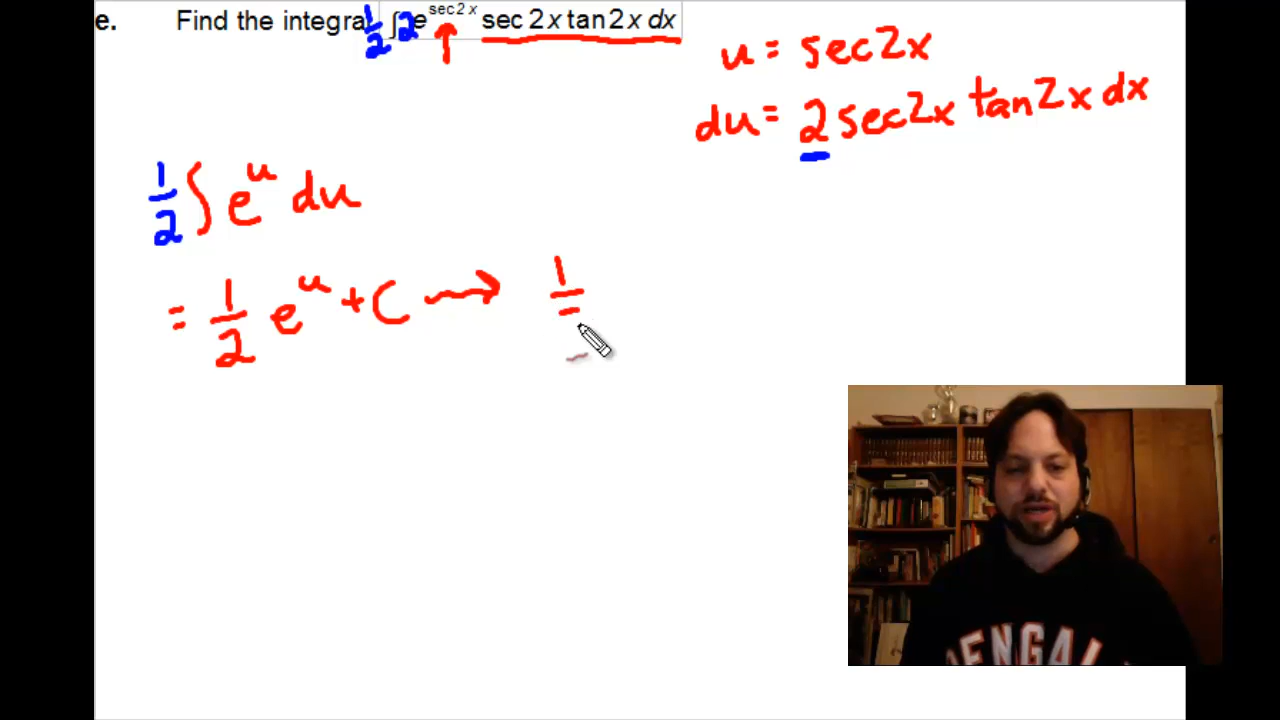 e. Find the integral ½ ∫ 2 e^{sec 2x} sec 2x tan 2x dx
u = sec2x
du = 2sec2x tan2x dx
½ ∫ e^u du
= ½ e^u + C → 1
ENGAL